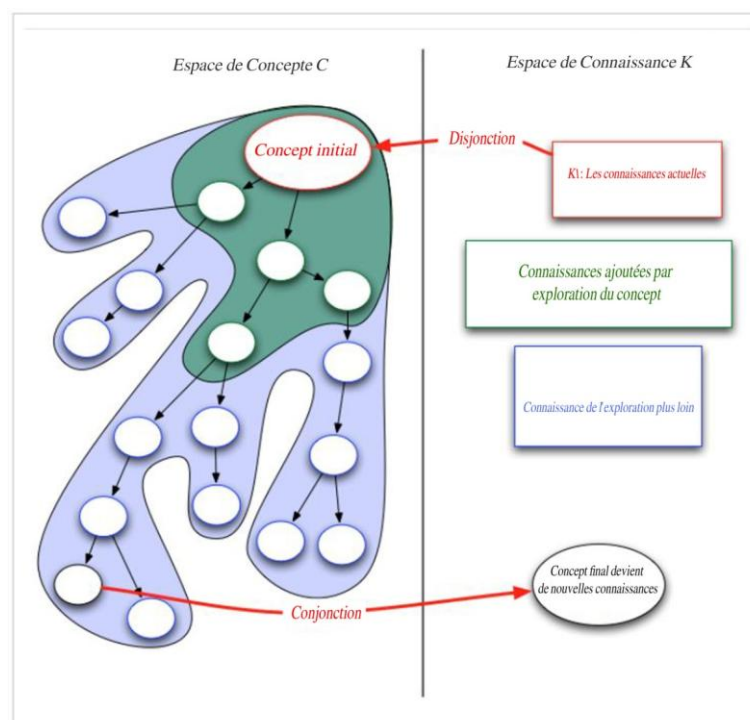 Espace de Concepte C
Espace de Connaissance K
Concept initial
Disjonction
K\: Les connaissances actuelles
Connaissances ajoutées par
exploration du concept
Connaissance de l'exploration plus loin
Concept final devient
de nouvelles connaissances
Conjonction